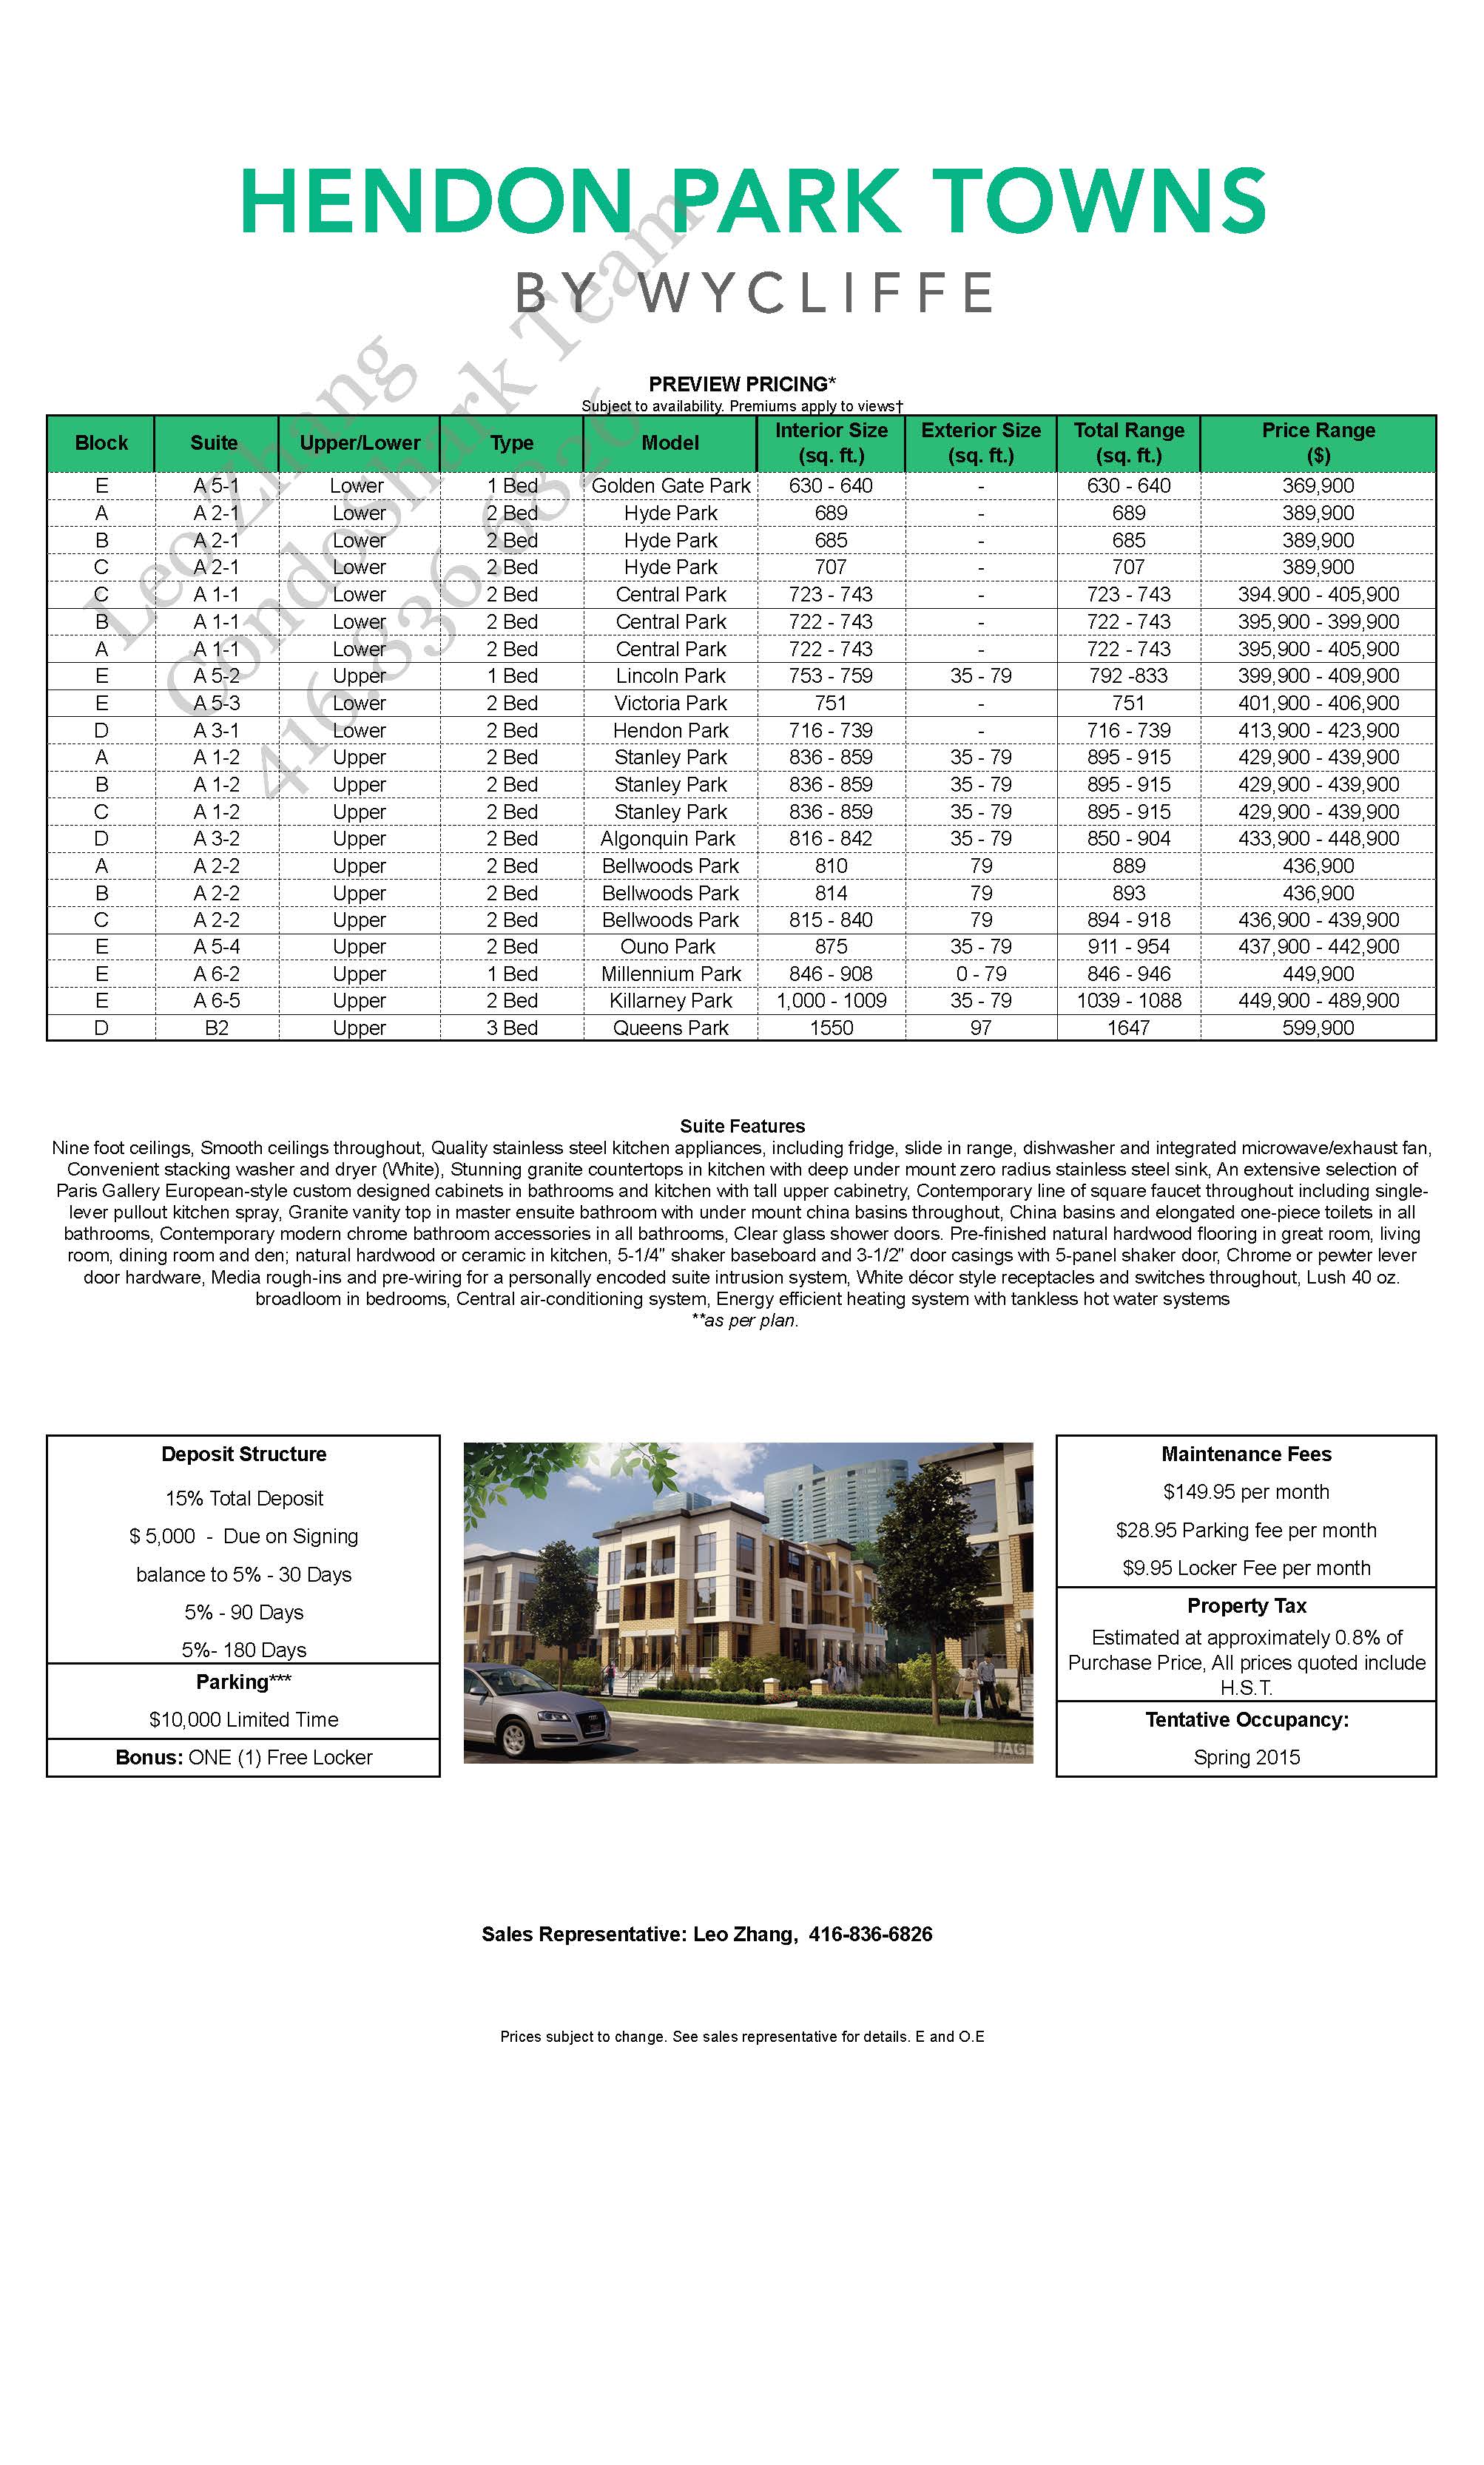 HENDON PARK TOWNS
BY WYCLIFFE
Leo Zhang
CondoShark Team
416.836.6826
PREVIEW PRICING*
Subject to availability. Premiums apply to views†
Block Suite Upper/Lower Type Model Interior Size (sq. ft.) Exterior Size (sq. ft.) Total Range (sq. ft.) Price Range ($)
E A 5-1 Lower 1 Bed Golden Gate Park 630 - 640 - 630 - 640 369,900
A A 2-1 Lower 2 Bed Hyde Park 689 - 689 389,900
B A 2-1 Lower 2 Bed Hyde Park 685 - 685 389,900
C A 2-1 Lower 2 Bed Hyde Park 707 - 707 389,900
C A 1-1 Lower 2 Bed Central Park 723 - 743 - 723 - 743 394.900 - 405,900
B A 1-1 Lower 2 Bed Central Park 722 - 743 - 722 - 743 395,900 - 399,900
A A 1-1 Lower 2 Bed Central Park 722 - 743 - 722 - 743 395,900 - 405,900
E A 5-2 Upper 1 Bed Lincoln Park 753 - 759 35 - 79 792 -833 399,900 - 409,900
E A 5-3 Lower 2 Bed Victoria Park 751 - 751 401,900 - 406,900
D A 3-1 Lower 2 Bed Hendon Park 716 - 739 - 716 - 739 413,900 - 423,900
A A 1-2 Upper 2 Bed Stanley Park 836 - 859 35 - 79 895 - 915 429,900 - 439,900
B A 1-2 Upper 2 Bed Stanley Park 836 - 859 35 - 79 895 - 915 429,900 - 439,900
C A 1-2 Upper 2 Bed Stanley Park 836 - 859 35 - 79 895 - 915 429,900 - 439,900
D A 3-2 Upper 2 Bed Algonquin Park 816 - 842 35 - 79 850 - 904 433,900 - 448,900
A A 2-2 Upper 2 Bed Bellwoods Park 810 79 889 436,900
B A 2-2 Upper 2 Bed Bellwoods Park 814 79 893 436,900
C A 2-2 Upper 2 Bed Bellwoods Park 815 - 840 79 894 - 918 436,900 - 439,900
E A 5-4 Upper 2 Bed Ouno Park 875 35 - 79 911 - 954 437,900 - 442,900
E A 6-2 Upper 1 Bed Millennium Park 846 - 908 0 - 79 846 - 946 449,900
E A 6-5 Upper 2 Bed Killarney Park 1,000 - 1009 35 - 79 1039 - 1088 449,900 - 489,900
D B2 Upper 3 Bed Queens Park 1550 97 1647 599,900
Suite Features
Nine foot ceilings, Smooth ceilings throughout, Quality stainless steel kitchen appliances, including fridge, slide in range, dishwasher and integrated microwave/exhaust fan,
Convenient stacking washer and dryer (White), Stunning granite countertops in kitchen with deep under mount zero radius stainless steel sink, An extensive selection of
Paris Gallery European-style custom designed cabinets in bathrooms and kitchen with tall upper cabinetry, Contemporary line of square faucet throughout including single-
lever pullout kitchen spray, Granite vanity top in master ensuite bathroom with under mount china basins throughout, China basins and elongated one-piece toilets in all
bathrooms, Contemporary modern chrome bathroom accessories in all bathrooms, Clear glass shower doors. Pre-finished natural hardwood flooring in great room, living
room, dining room and den; natural hardwood or ceramic in kitchen, 5-1/4" shaker baseboard and 3-1/2" door casings with 5-panel shaker door, Chrome or pewter lever
door hardware, Media rough-ins and pre-wiring for a personally encoded suite intrusion system, White décor style receptacles and switches throughout, Lush 40 oz.
broadloom in bedrooms, Central air-conditioning system, Energy efficient heating system with tankless hot water systems
**as per plan.
Deposit Structure
15% Total Deposit
$ 5,000 - Due on Signing
balance to 5% - 30 Days
5% - 90 Days
5%- 180 Days
Parking***
$10,000 Limited Time
Bonus: ONE (1) Free Locker
JAG
Maintenance Fees
$149.95 per month
$28.95 Parking fee per month
$9.95 Locker Fee per month
Property Tax
Estimated at approximately 0.8% of
Purchase Price, All prices quoted include
H.S.T.
Tentative Occupancy:
Spring 2015
Sales Representative: Leo Zhang, 416-836-6826
Prices subject to change. See sales representative for details. E and O.E